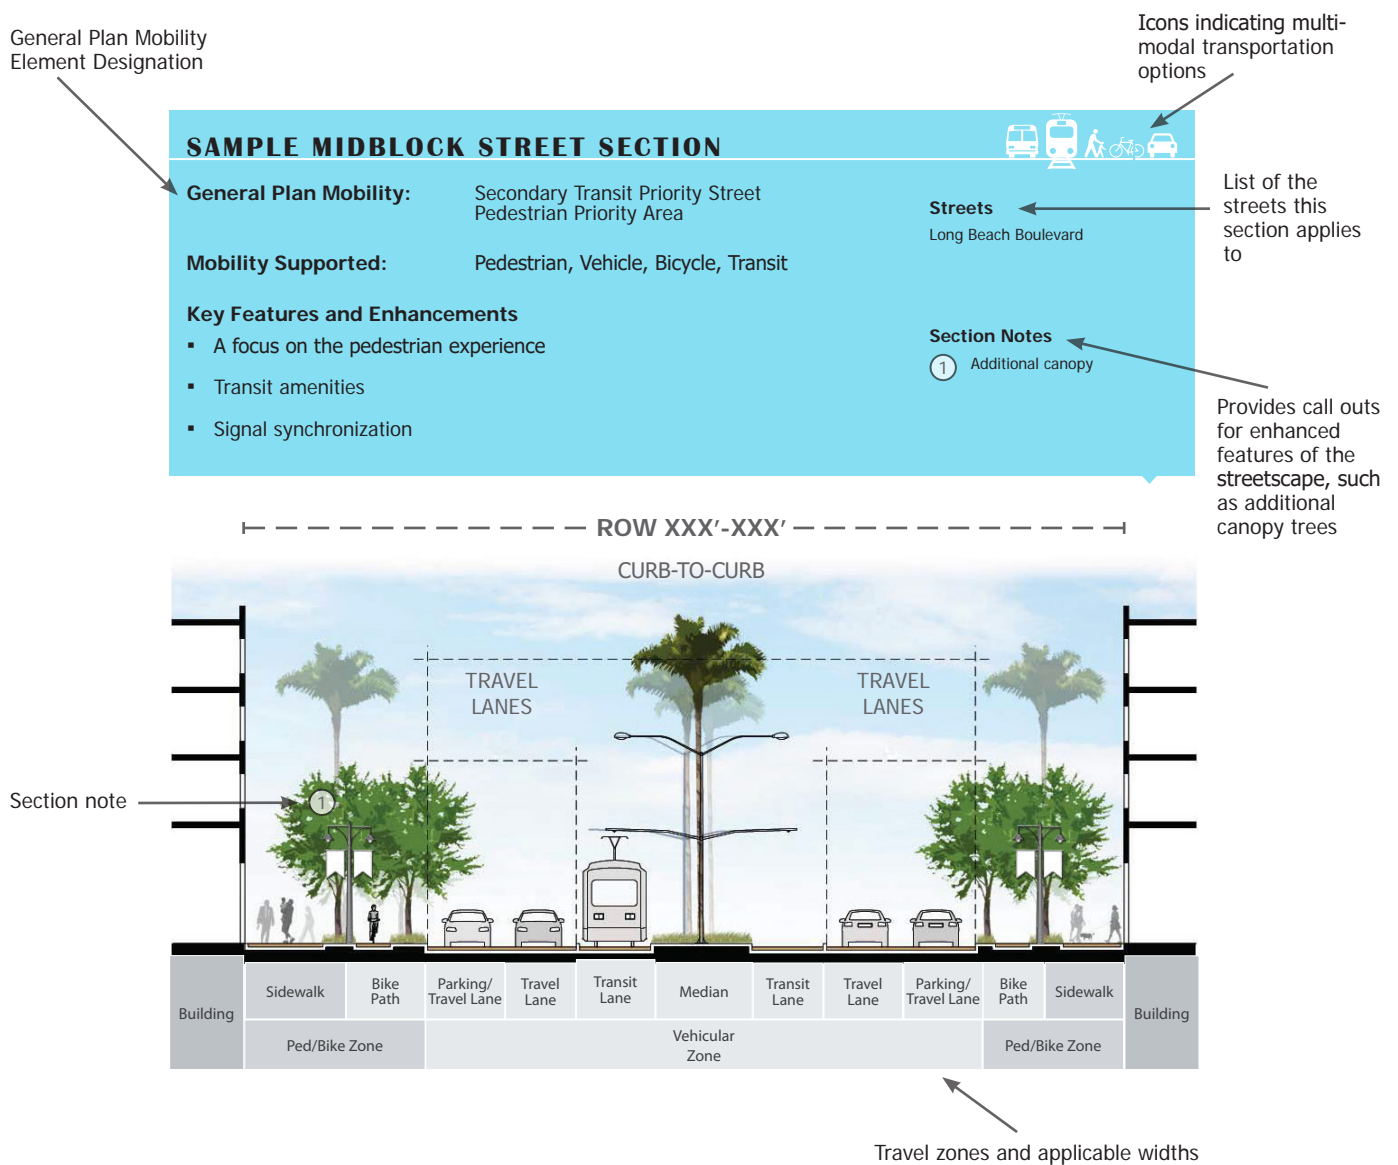 General Plan Mobility
Element Designation
Icons indicating multi-
modal transportation
options
SAMPLE MIDBLOCK STREET SECTION
General Plan Mobility:
Secondary Transit Priority Street
Pedestrian Priority Area
Mobility Supported:
Pedestrian, Vehicle, Bicycle, Transit
Key Features and Enhancements
▪ A focus on the pedestrian experience
▪ Transit amenities
▪ Signal synchronization
Streets
Long Beach Boulevard
Section Notes
1 Additional canopy
List of the
streets this
section applies
to
Provides call outs
for enhanced
features of the
streetscape, such
as additional
canopy trees
ROW XXX'-XXX'
CURB-TO-CURB
TRAVEL
LANES
TRAVEL
LANES
Section note
1
Building
Sidewalk
Bike
Path
Parking/
Travel Lane
Travel
Lane
Transit
Lane
Median
Transit
Lane
Travel
Lane
Parking/
Travel Lane
Bike
Path
Sidewalk
Building
Ped/Bike Zone
Vehicular
Zone
Ped/Bike Zone
Travel zones and applicable widths